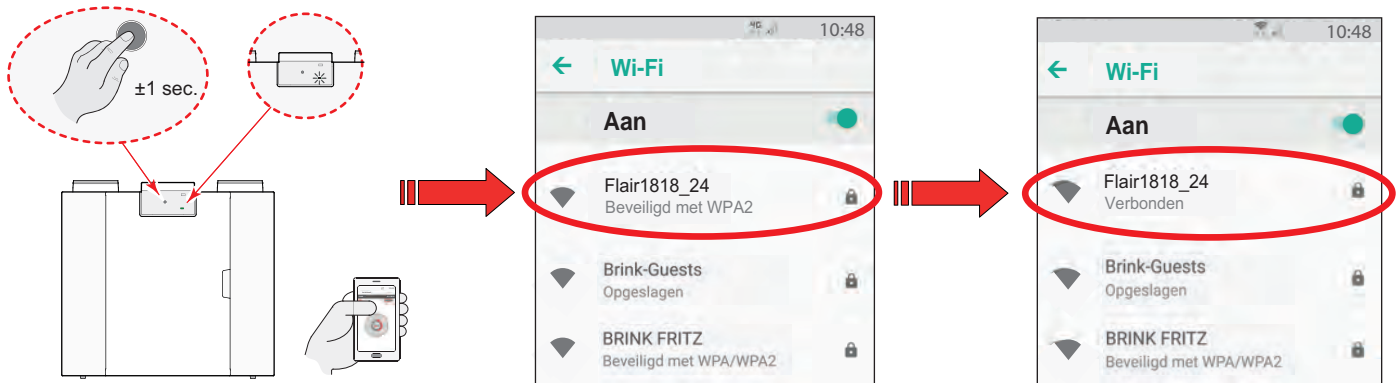 ±1 sec.
4G
10:48
Wi-Fi
Aan
Flair1818_24
Beveiligd met WPA2
Brink-Guests
Opgeslagen
BRINK FRITZ
Beveiligd met WPA/WPA2
10:48
Wi-Fi
Aan
Flair1818_24
Verbonden
Brink-Guests
Opgeslagen
BRINK FRITZ
Beveiligd met WPA/WPA2